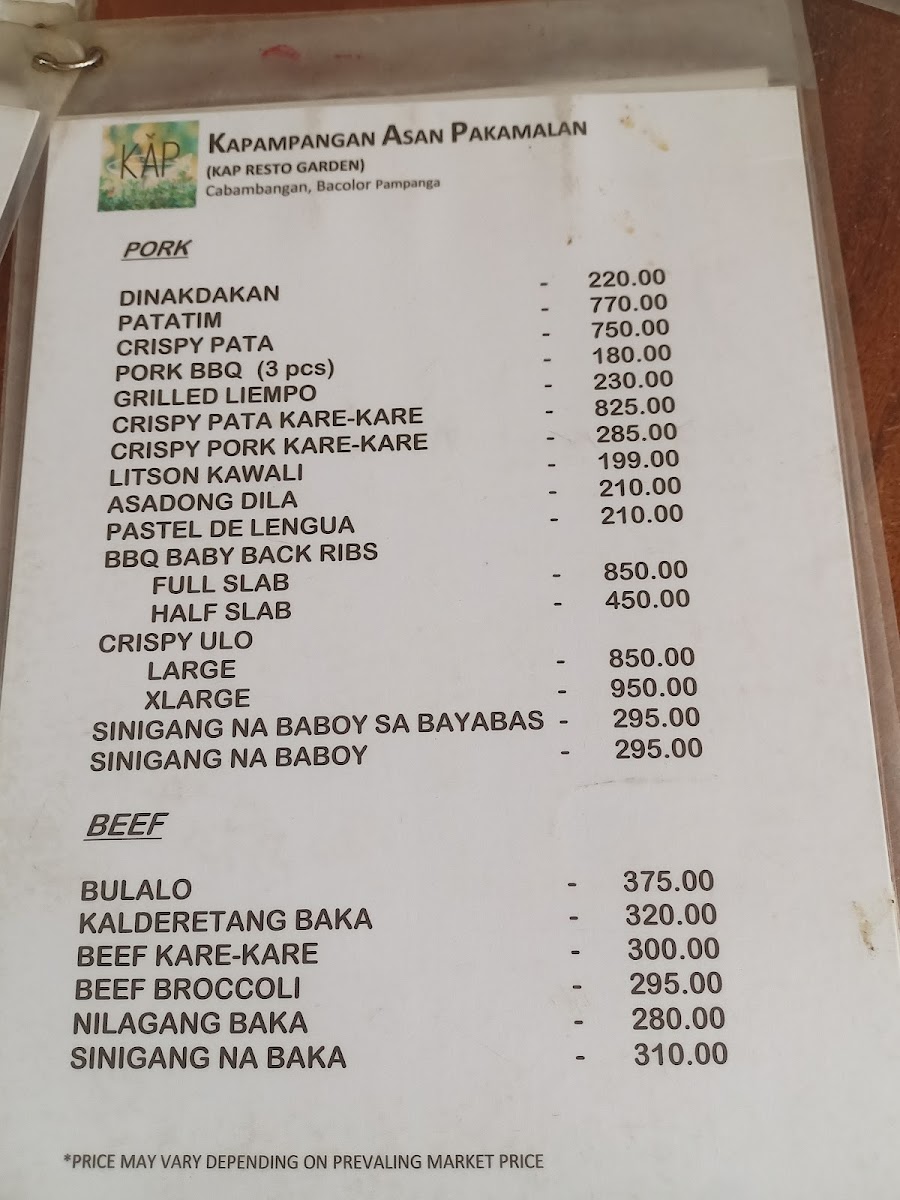 KAP
KAPAMPANGAN ASAN PAKAMALAN
(KAP RESTO GARDEN)
Cabambangan, Bacolor Pampanga
PORK
DINAKDAKAN - 220.00
PATATIM - 770.00
CRISPY PATA - 750.00
PORK BBQ (3 pcs) - 180.00
GRILLED LIEMPO - 230.00
CRISPY PATA KARE-KARE - 825.00
CRISPY PORK KARE-KARE - 285.00
LITSON KAWALI - 199.00
ASADONG DILA - 210.00
PASTEL DE LENGUA - 210.00
BBQ BABY BACK RIBS
FULL SLAB - 850.00
HALF SLAB - 450.00
CRISPY ULO
LARGE - 850.00
XLARGE - 950.00
SINIGANG NA BABOY SA BAYABAS - 295.00
SINIGANG NA BABOY - 295.00
BEEF
BULALO - 375.00
KALDERETANG BAKA - 320.00
BEEF KARE-KARE - 300.00
BEEF BROCCOLI - 295.00
NILAGANG BAKA - 280.00
SINIGANG NA BAKA - 310.00
*PRICE MAY VARY DEPENDING ON PREVALING MARKET PRICE